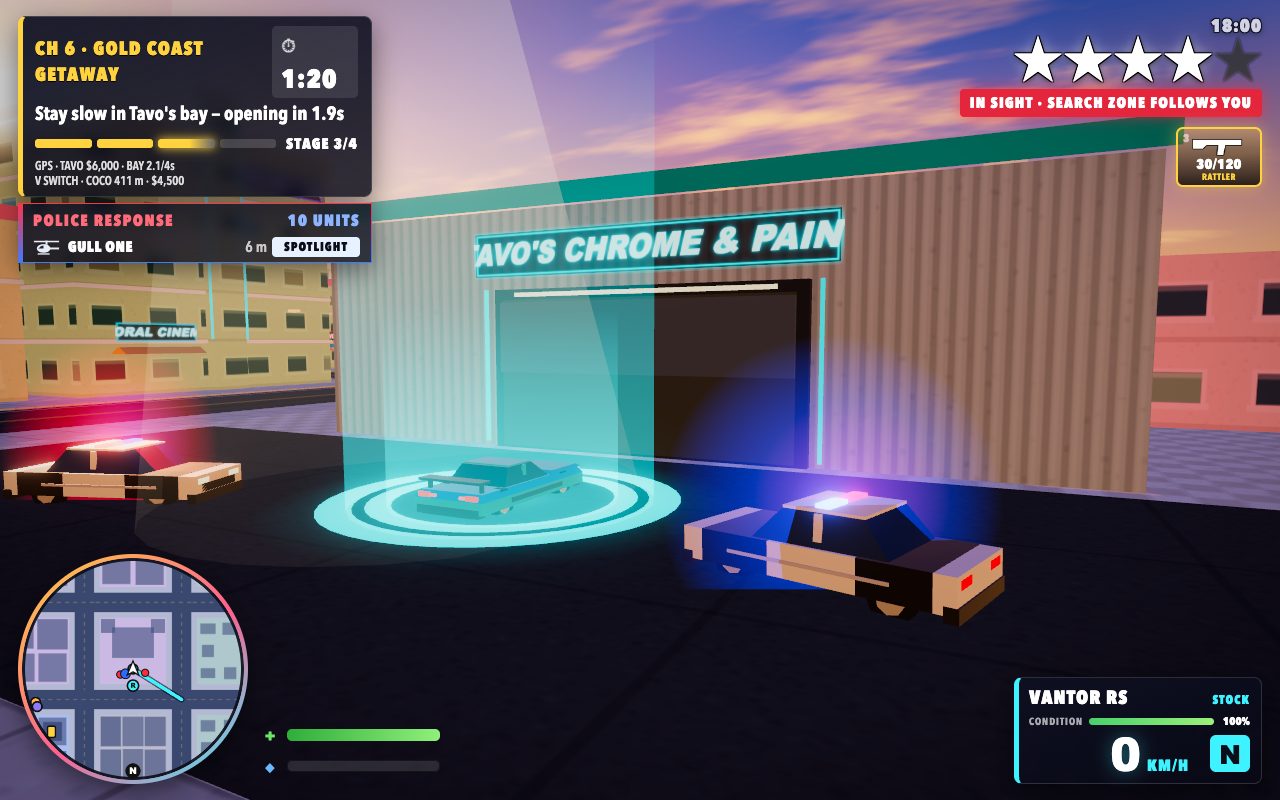 CH 6 · GOLD COAST
GETAWAY
1:20
Stay slow in Tavo's bay – opening in 1.9s
STAGE 3/4
GPS · TAVO $6,000 · BAY 2.1/4s
V SWITCH · COCO 411 m · $4,500
POLICE RESPONSE
10 UNITS
GULL ONE
6 m
SPOTLIGHT
18:00
IN SIGHT · SEARCH ZONE FOLLOWS YOU
3
30/120
RATTLER
AVO'S CHROME & PAIN
ORAL CINEM
R
N
VANTOR RS
STOCK
CONDITION
100%
0 KM/H
N